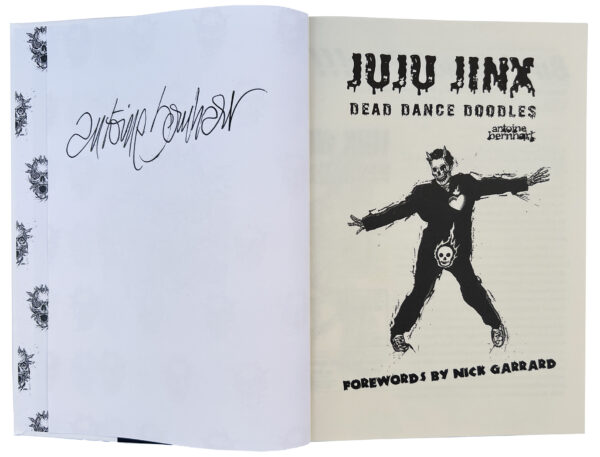 antoine bernhart
JUJU JINX
DEAD DANCE DOODLES
antoine
bernhart
FOREWORDS BY NICK GARRARD